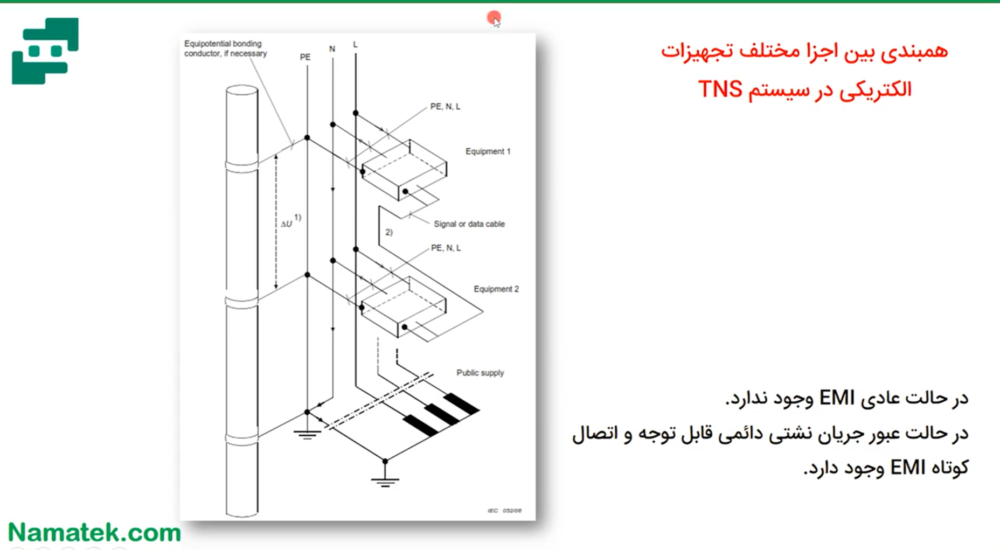 همبندی بین اجزا مختلف تجهیزات
الکتریکی در سیستم TNS
Equipotential bonding
conductor, if necessary
PE
N
L
PE, N, L
Equipment 1
ΔU 1)
Signal or data cable
2)
PE, N, L
Equipment 2
Public supply
IEC 052/06
در حالت عادی EMI وجود ندارد.
در حالت عبور جریان نشتی دائمی قابل توجه و اتصال
کوتاه EMI وجود دارد.
Namatek.com